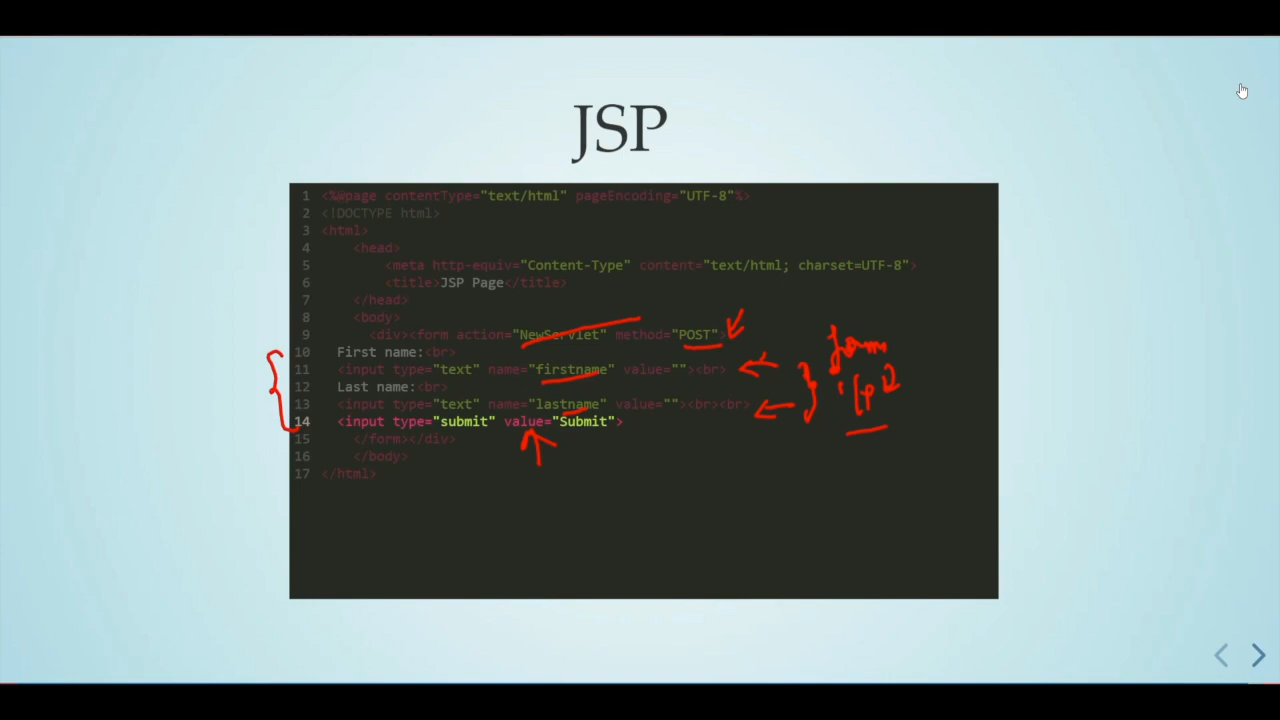 JSP
1 <%@page contentType="text/html" pageEncoding="UTF-8"%>
2 <!DOCTYPE html>
3 <html>
4 <head>
5 <meta http-equiv="Content-Type" content="text/html; charset=UTF-8">
6 <title>JSP Page</title>
7 </head>
8 <body>
9 <div><form action="NewServlet" method="POST">
10 First name:<br>
11 <input type="text" name="firstname" value=""><br>
12 Last name:<br>
13 <input type="text" name="lastname" value=""><br><br>
14 <input type="submit" value="Submit">
15 </form></div>
16 </body>
17 </html>
form